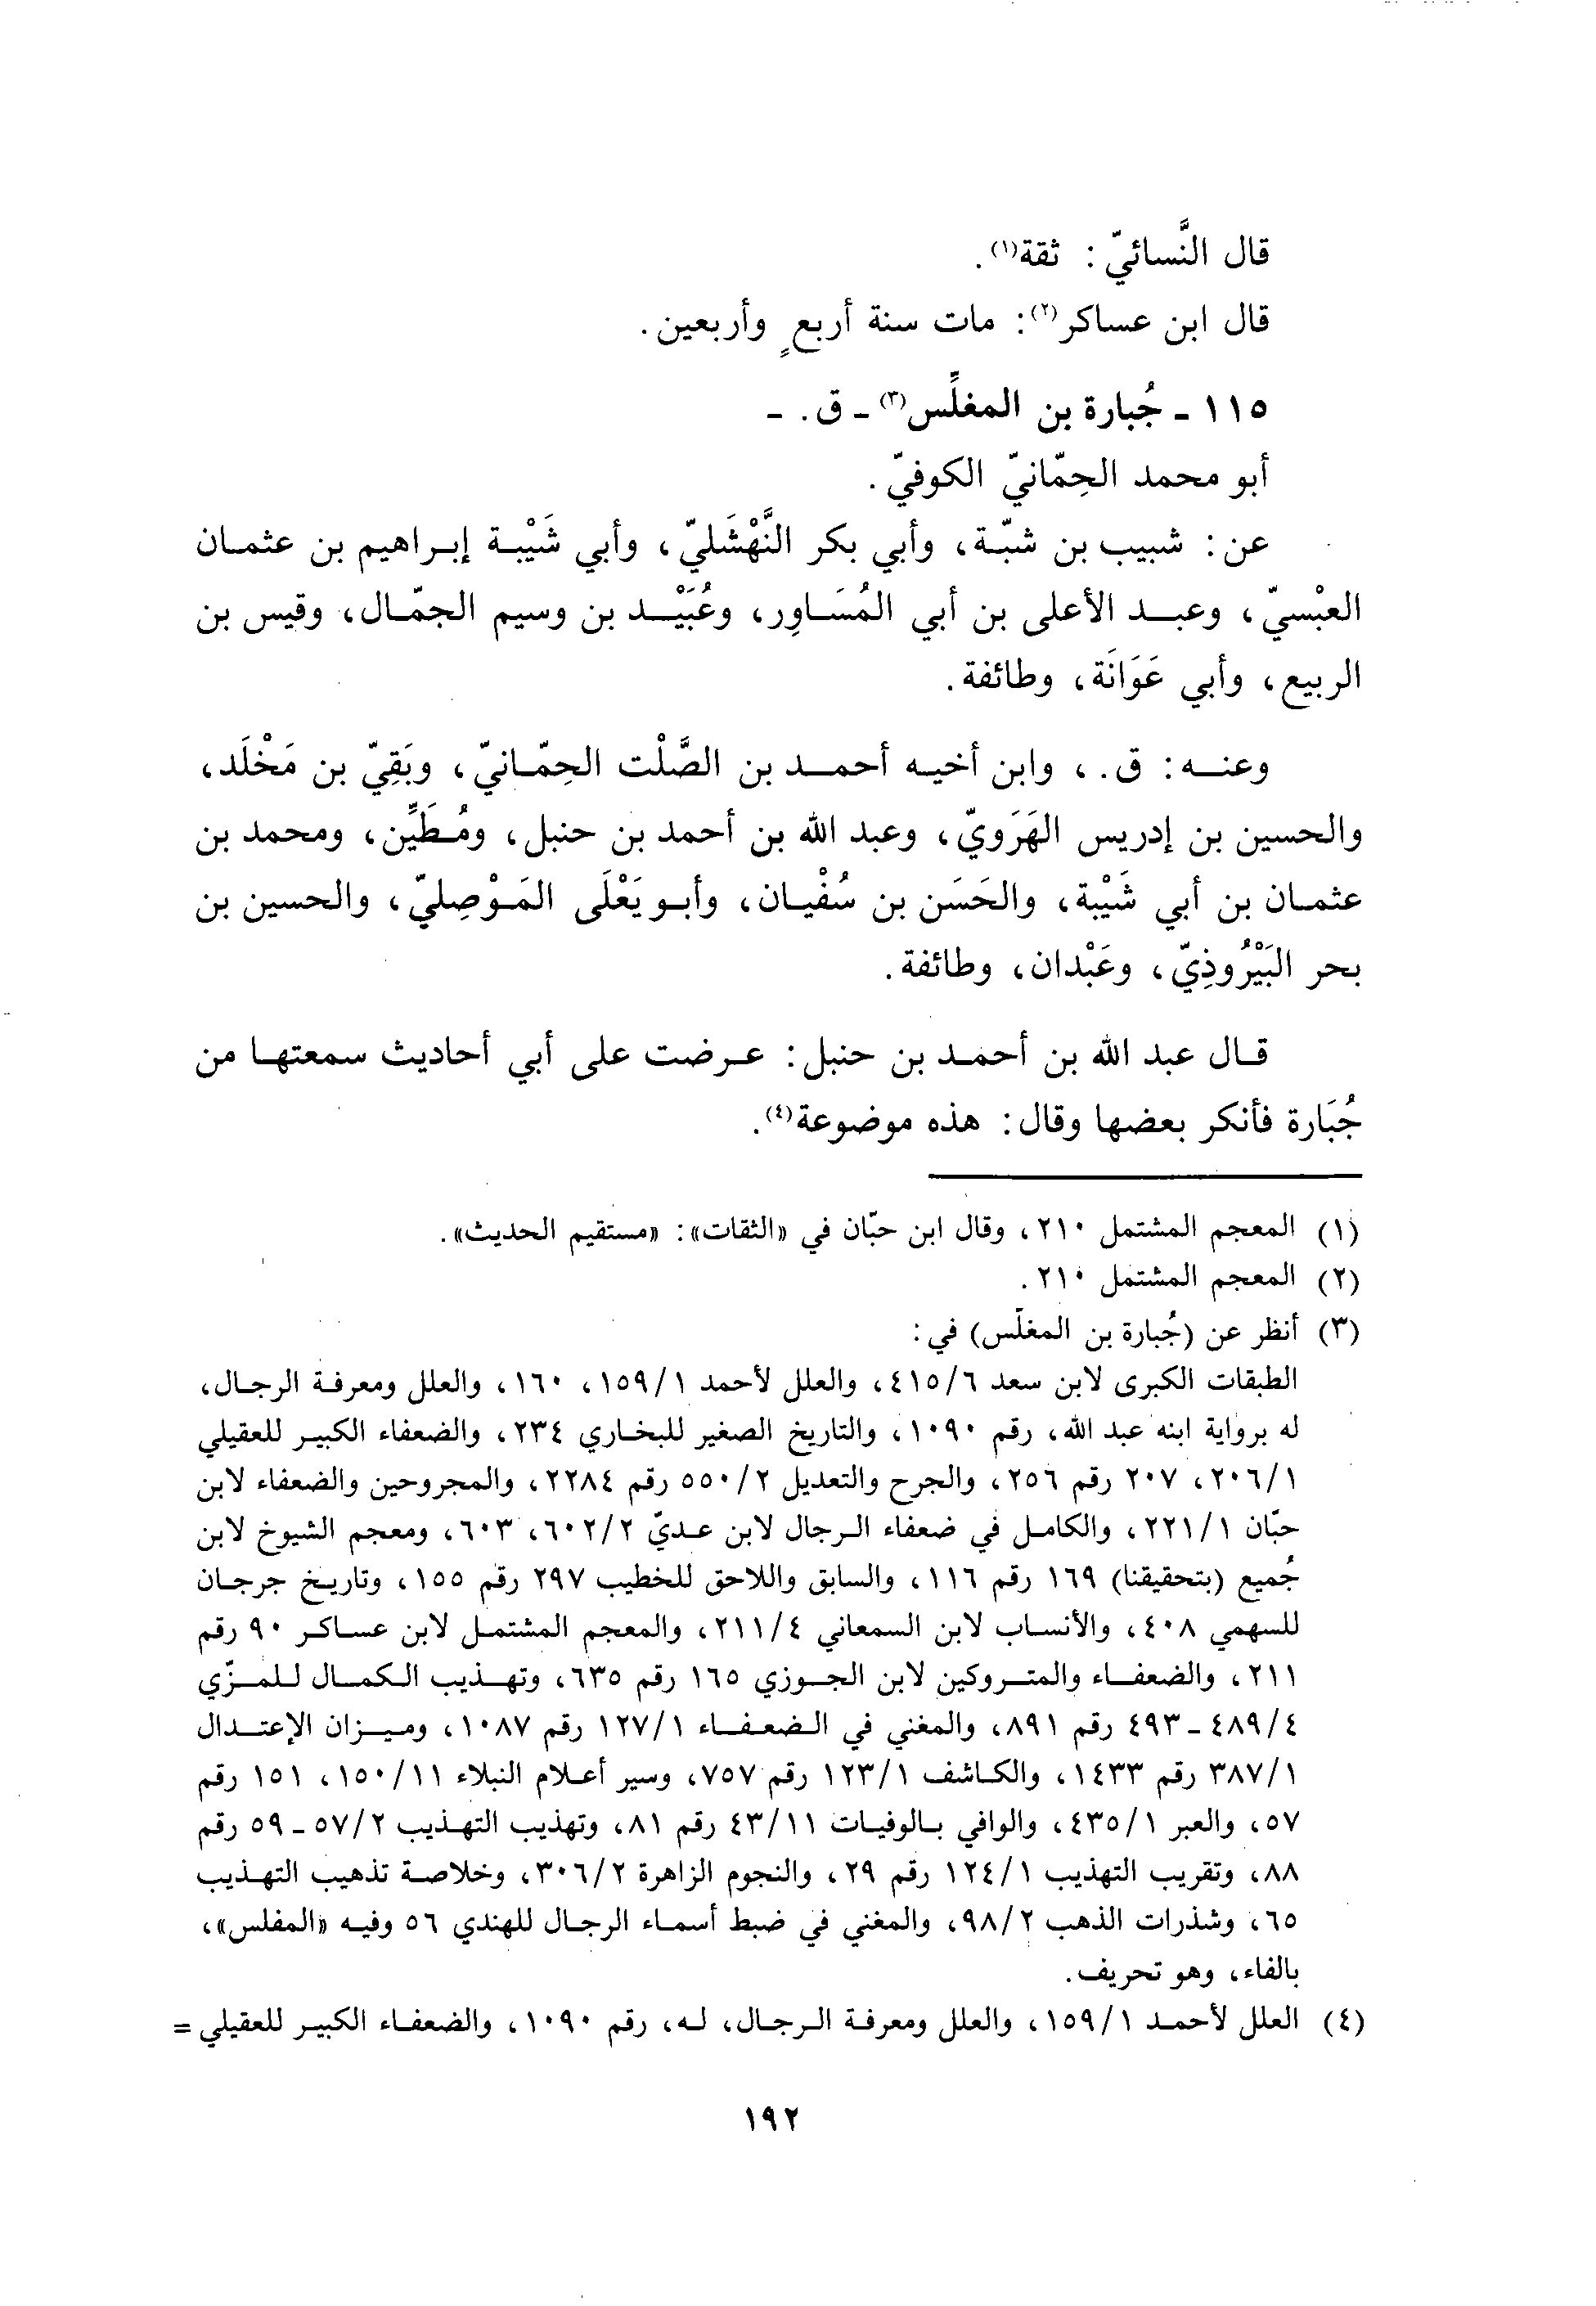 قال النَّسائيّ : ثقة(١).
قال ابن عساكر(٢): مات سنة أربعٍ وأربعين.
١١٥ - جُبارة بن المغلِّس(٣) - ق. -
أبو محمد الحِمّانيّ الكوفيّ.
عن: شبيب بن شبّة، وأبي بكر النَّهْشَليّ، وأبي شَيْبة إبراهيم بن عثمان
العبْسيّ، وعبد الأعلى بن أبي المُسَاوِر، وعُبَيْد بن وسيم الجمّال، وقيس بن
الربيع، وأبي عَوَانَة، وطائفة.
وعنه: ق.، وابن أخيه أحمد بن الصَّلْت الحِمّانيّ، وبَقِيّ بن مَخْلَد،
والحسين بن إدريس الهَرَويّ، وعبد الله بن أحمد بن حنبل، ومُطَيِّن، ومحمد بن
عثمان بن أبي شَيْبة، والحَسَن بن سُفْيان، وأبو يَعْلَى المَوْصِليّ، والحسين بن
بحر البَيْرُوذِيّ، وعَبْدان، وطائفة.
قال عبد الله بن أحمد بن حنبل: عرضت على أبي أحاديث سمعتها من
جُبَارة فأنكر بعضها وقال: هذه موضوعة(٤).
(١) المعجم المشتمل ٢١٠، وقال ابن حبّان في «الثقات»: «مستقيم الحديث».
(٢) المعجم المشتمل ٢١٠.
(٣) أنظر عن (جُبارة بن المغلّس) في:
الطبقات الكبرى لابن سعد ٤١٥/٦، والعلل لأحمد ١٥٩/١، ١٦٠، والعلل ومعرفة الرجال،
له برواية ابنه عبد الله، رقم ١٠٩٠، والتاريخ الصغير للبخاري ٢٣٤، والضعفاء الكبير للعقيلي
٢٠٦/١، ٢٠٧ رقم ٢٥٦، والجرح والتعديل ٥٥٠/٢ رقم ٢٢٨٤، والمجروحين والضعفاء لابن
حبّان ٢٢١/١، والكامل في ضعفاء الرجال لابن عديّ ٦٠٢/٢، ٦٠٣، ومعجم الشيوخ لابن
جُميع (بتحقيقنا) ١٦٩ رقم ١١٦، والسابق واللاحق للخطيب ٢٩٧ رقم ١٥٥، وتاريخ جرجان
للسهمي ٤٠٨، والأنساب لابن السمعاني ٢١١/٤، والمعجم المشتمل لابن عساكر ٩٠ رقم
٢١١، والضعفاء والمتروكين لابن الجوزي ١٦٥ رقم ٦٣٥، وتهذيب الكمال للمزّي
٤٨٩/٤ - ٤٩٣ رقم ٨٩١، والمغني في الضعفاء ١٢٧/١ رقم ١٠٨٧، وميزان الإعتدال
٣٨٧/١ رقم ١٤٣٣، والكاشف ١٢٣/١ رقم ٧٥٧، وسير أعلام النبلاء ١٥٠/١١، ١٥١ رقم
٥٧، والعبر ٤٣٥/١، والوافي بالوفيات ٤٣/١١ رقم ٨١، وتهذيب التهذيب ٥٧/٢ - ٥٩ رقم
٨٨، وتقريب التهذيب ١٢٤/١ رقم ٢٩، والنجوم الزاهرة ٣٠٦/٢، وخلاصة تذهيب التهذيب
٦٥، وشذرات الذهب ٩٨/٢، والمغني في ضبط أسماء الرجال للهندي ٥٦ وفيه «المفلس»،
بالفاء، وهو تحريف.
(٤) العلل لأحمد ١٥٩/١، والعلل ومعرفة الرجال، له، رقم ١٠٩٠، والضعفاء الكبير للعقيلي =
١٩٢